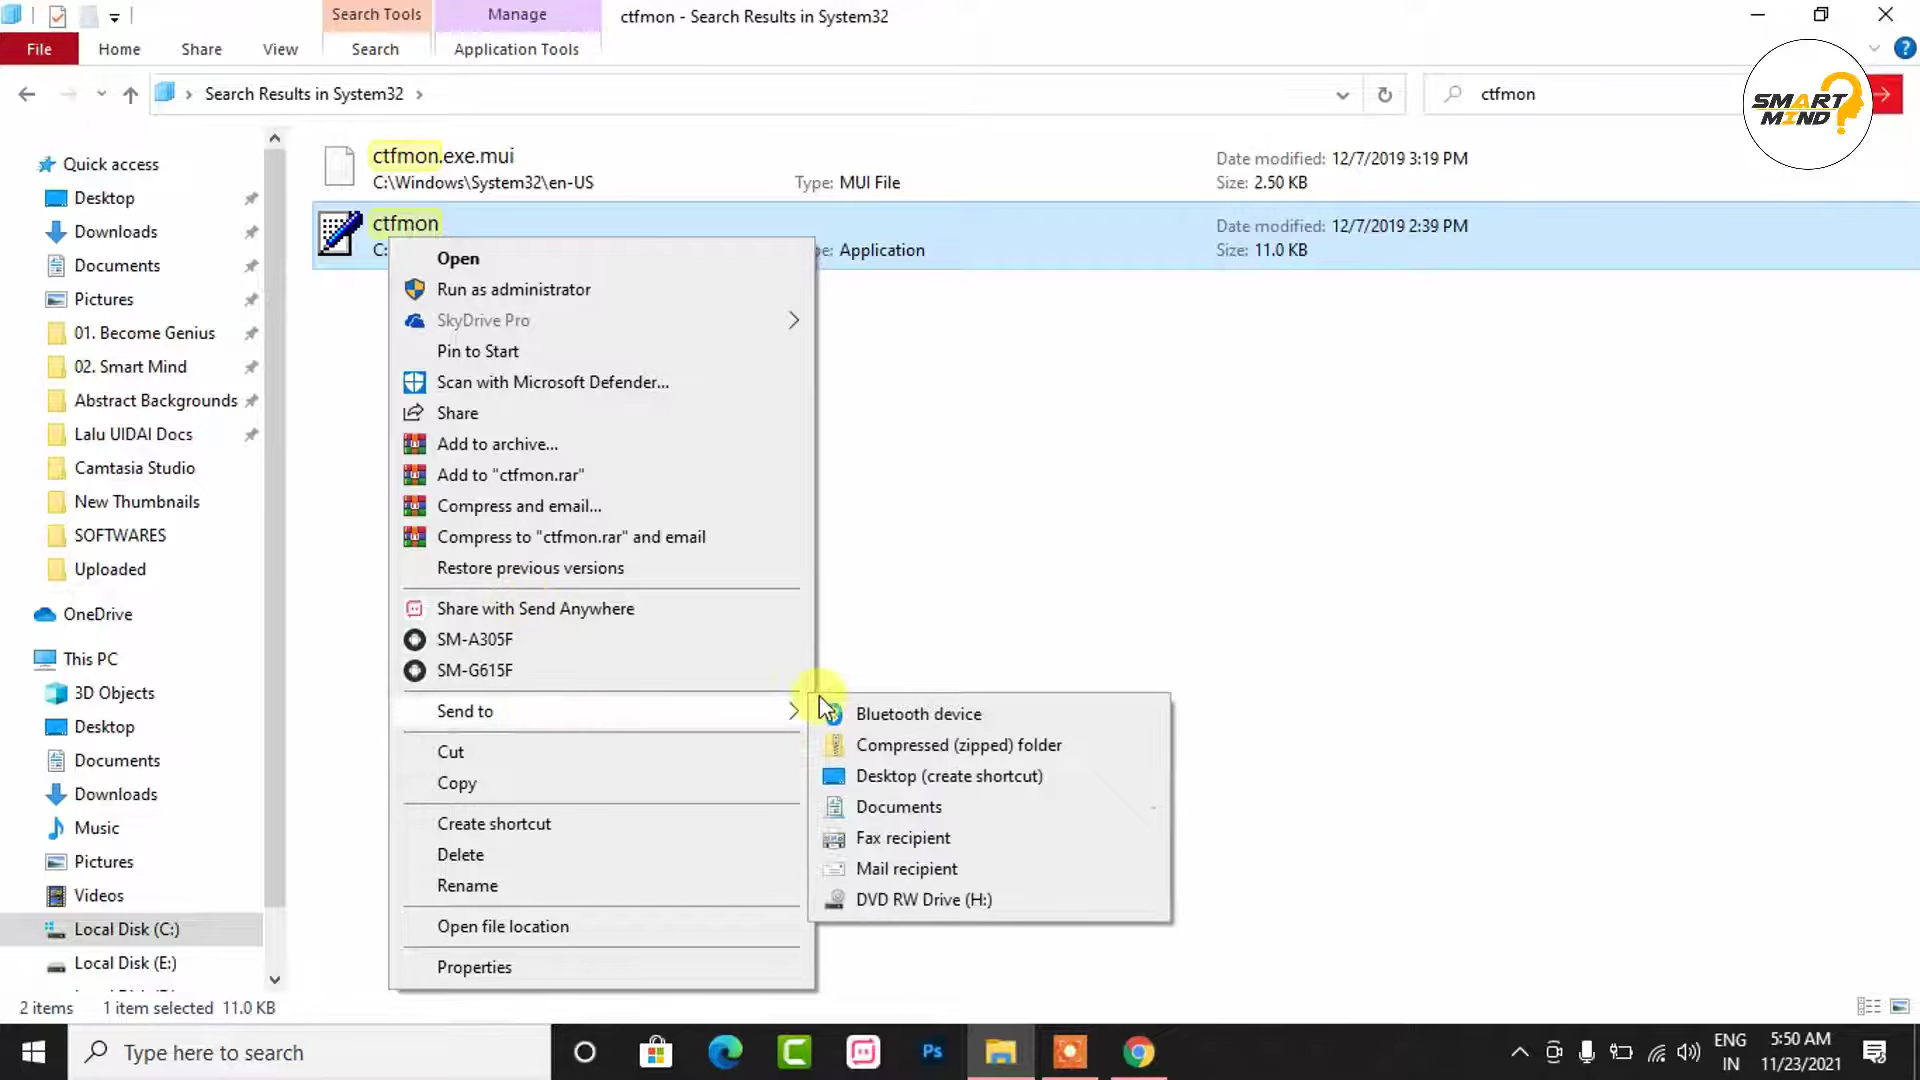 Search Tools
Manage
ctfmon - Search Results in System32
File
Home
Share
View
Search
Application Tools
Search Results in System32
ctfmon
SMART
MIND
Quick access
Desktop
Downloads
Documents
Pictures
01. Become Genius
02. Smart Mind
Abstract Backgrounds
Lalu UIDAI Docs
Camtasia Studio
New Thumbnails
SOFTWARES
Uploaded
OneDrive
This PC
3D Objects
Desktop
Documents
Downloads
Music
Pictures
Videos
Local Disk (C:)
Local Disk (E:)
ctfmon.exe.mui
C:\Windows\System32\en-US
Type: MUI File
Date modified: 12/7/2019 3:19 PM
Size: 2.50 KB
ctfmon
C:
pe: Application
Date modified: 12/7/2019 2:39 PM
Size: 11.0 KB
Open
Run as administrator
SkyDrive Pro
Pin to Start
Scan with Microsoft Defender...
Share
Add to archive...
Add to "ctfmon.rar"
Compress and email...
Compress to "ctfmon.rar" and email
Restore previous versions
Share with Send Anywhere
SM-A305F
SM-G615F
Send to
Cut
Copy
Create shortcut
Delete
Rename
Open file location
Properties
Bluetooth device
Compressed (zipped) folder
Desktop (create shortcut)
Documents
Fax recipient
Mail recipient
DVD RW Drive (H:)
2 items
1 item selected 11.0 KB
Type here to search
Ps
ENG
IN
5:50 AM
11/23/2021